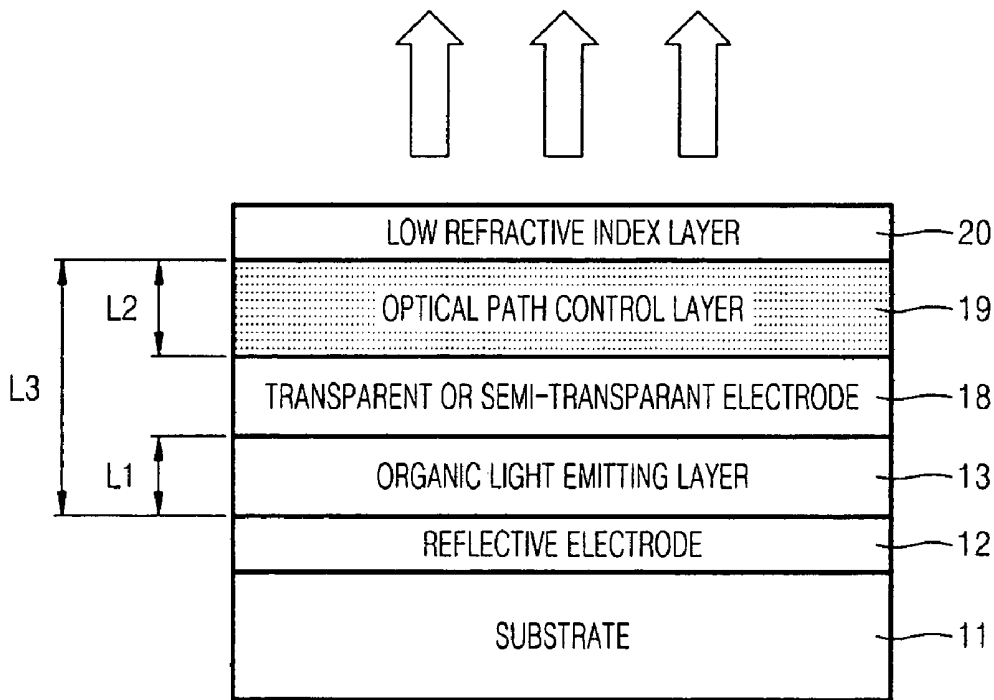 LOW REFRACTIVE INDEX LAYER 20
L2 OPTICAL PATH CONTROL LAYER 19
L3 TRANSPARENT OR SEMI-TRANSPARANT ELECTRODE 18
L1 ORGANIC LIGHT EMITTING LAYER 13
REFLECTIVE ELECTRODE 12
SUBSTRATE 11